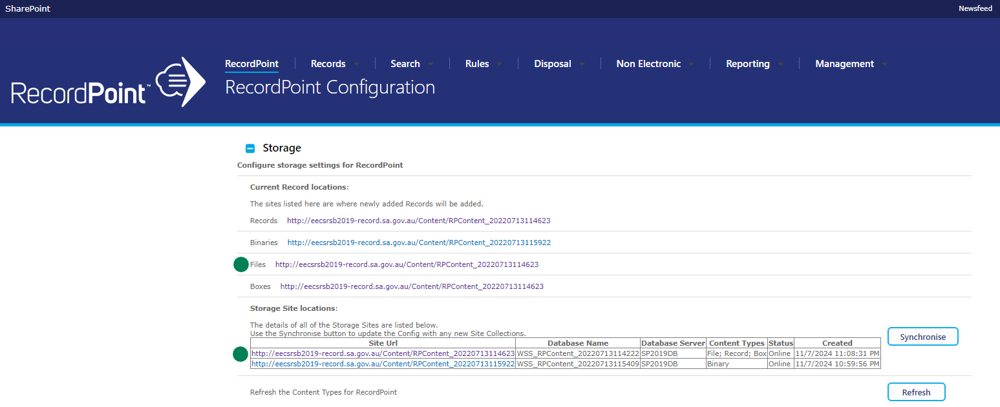 SharePoint Newsfeed
RecordPoint™
RecordPoint Records Search Rules Disposal Non Electronic Reporting Management
RecordPoint Configuration
Storage
Configure storage settings for RecordPoint
Current Record locations:
The sites listed here are where newly added Records will be added.
Records http://eecsrsb2019-record.sa.gov.au/Content/RPContent_20220713114623
Binaries http://eecsrsb2019-record.sa.gov.au/Content/RPContent_20220713115922
Files http://eecsrsb2019-record.sa.gov.au/Content/RPContent_20220713114623
Boxes http://eecsrsb2019-record.sa.gov.au/Content/RPContent_20220713114623
Storage Site locations:
The details of all of the Storage Sites are listed below.
Use the Synchronise button to update the Config with any new Site Collections.
Synchronise
Site Url Database Name Database Server Content Types Status Created
http://eecsrsb2019-record.sa.gov.au/Content/RPContent_20220713114623 WSS_RPContent_20220713114222 SP2019DB File; Record; Box Online 11/7/2024 11:08:31 PM
http://eecsrsb2019-record.sa.gov.au/Content/RPContent_20220713115922 WSS_RPContent_20220713115409 SP2019DB Binary Online 11/7/2024 10:59:56 PM
Refresh the Content Types for RecordPoint Refresh